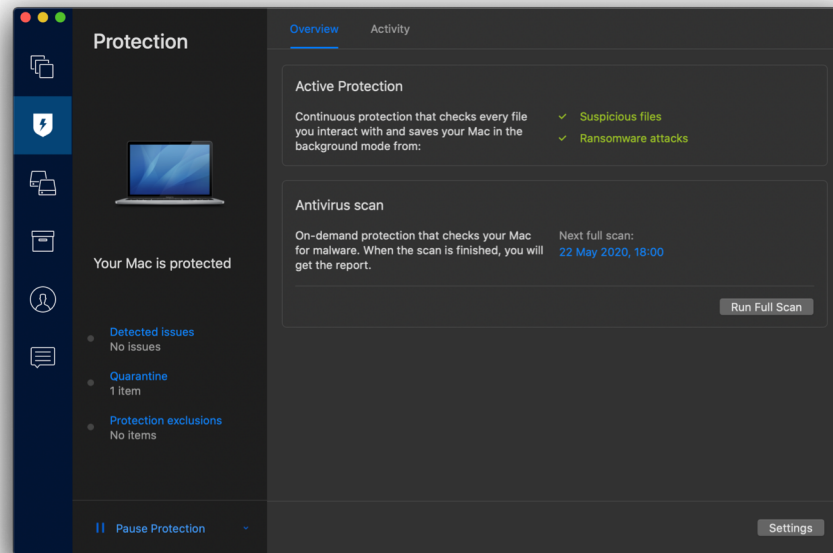 Protection
Your Mac is protected
Detected issues
No issues
Quarantine
1 item
Protection exclusions
No items
Pause Protection
Overview Activity
Active Protection
Continuous protection that checks every file
you interact with and saves your Mac in the
background mode from:
Suspicious files
Ransomware attacks
Antivirus scan
On-demand protection that checks your Mac
for malware. When the scan is finished, you will
get the report.
Next full scan:
22 May 2020, 18:00
Run Full Scan
Settings